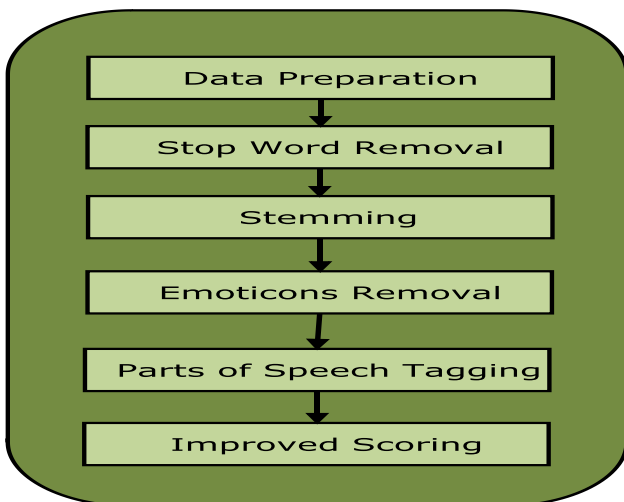 Data Preparation
Stop Word Removal
Stemming
Emoticons Removal
Parts of Speech Tagging
Improved Scoring